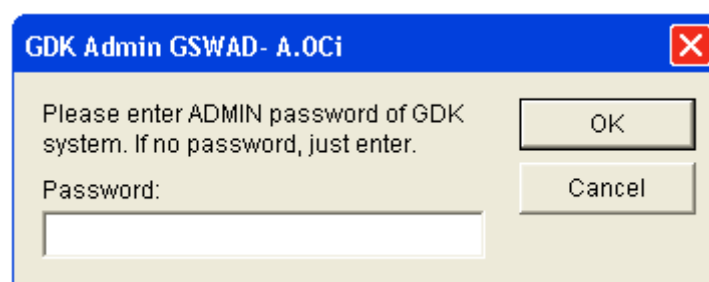 GDK Admin GSWAD- A.0Ci
Please enter ADMIN password of GDK
system. If no password, just enter.
OK
Password:
Cancel